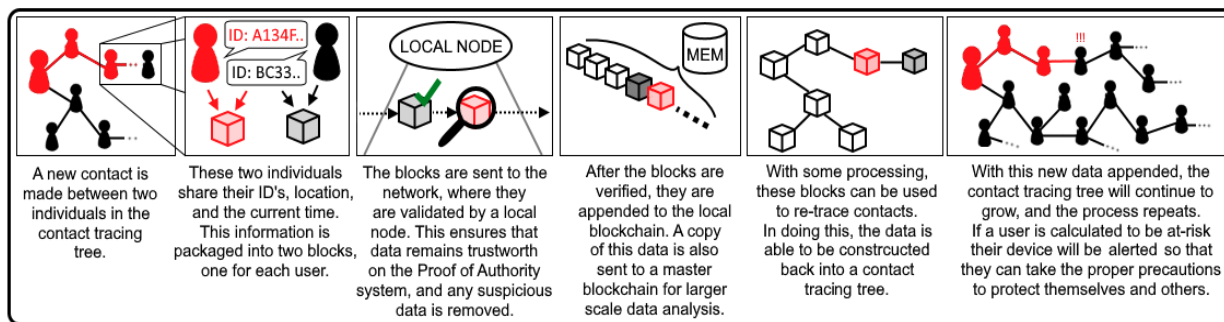 ID: A134F..
ID: BC33..
LOCAL NODE
MEM
!!!
A new contact is
made between two
individuals in the
contact tracing
tree.
These two individuals
share their ID's, location,
and the current time.
This information is
packaged into two blocks,
one for each user.
The blocks are sent to the
network, where they
are validated by a local
node. This ensures that
data remains trustworth
on the Proof of Authority
system, and any suspicious
data is removed.
After the blocks are
verified, they are
appended to the local
blockchain. A copy
of this data is also
sent to a master
blockchain for larger
scale data analysis.
With some processing,
these blocks can be used
to re-trace contacts.
In doing this, the data is
able to be constrcucted
back into a contact
tracing tree.
With this new data appended, the
contact tracing tree will continue to
grow, and the process repeats.
If a user is calculated to be at-risk
their device will be alerted so that
they can take the proper precautions
to protect themselves and others.